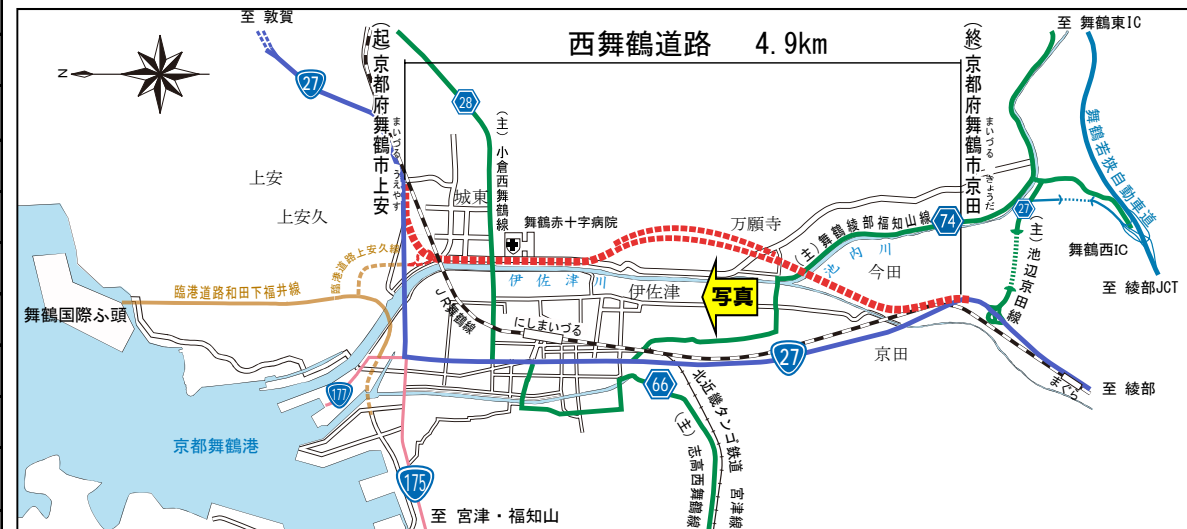 至 敦賀
至 舞鶴東IC
西舞鶴道路 4.9km
(起)京都府舞鶴市上安
まいづる うえやす
(終)京都府舞鶴市京田
まいづる きょうだ
N
27
28
(主)小倉西舞鶴線
舞鶴若狭自動車道
上安
城東
上安久
舞鶴赤十字病院
万願寺
(主)舞鶴綾部福知山線
74
27
(主)池辺京田線
舞鶴西IC
池内川
今田
臨港道路上安久線
伊佐津川
伊佐津
写真
至 綾部JCT
臨港道路和田下福井線
舞鶴国際ふ頭
JR舞鶴線
にしまいづる
27
京田
177
66
北近畿タンゴ鉄道 宮津線
まぐら
至 綾部
京都舞鶴港
(主)志高西舞鶴線
175
至 宮津・福知山